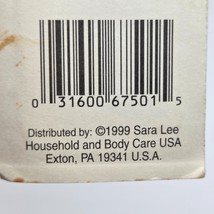 0 31600 67501 5
Distributed by: ©1999 Sara Lee
Household and Body Care USA
Exton, PA 19341 U.S.A.